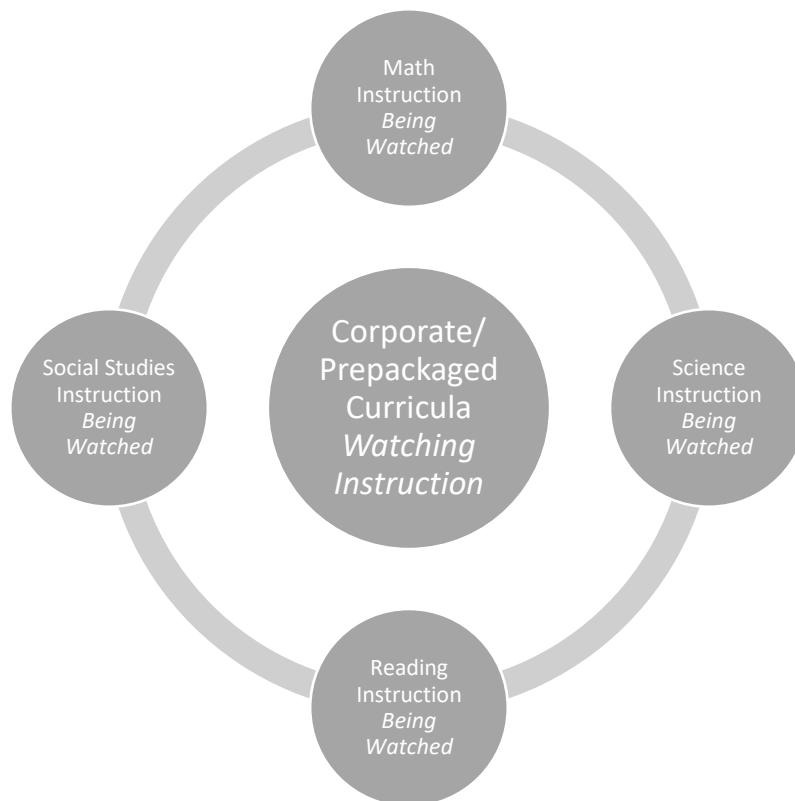 Math
Instruction
Being
Watched
Social Studies
Instruction
Being
Watched
Corporate/
Prepackaged
Curricula
Watching
Instruction
Science
Instruction
Being
Watched
Reading
Instruction
Being
Watched